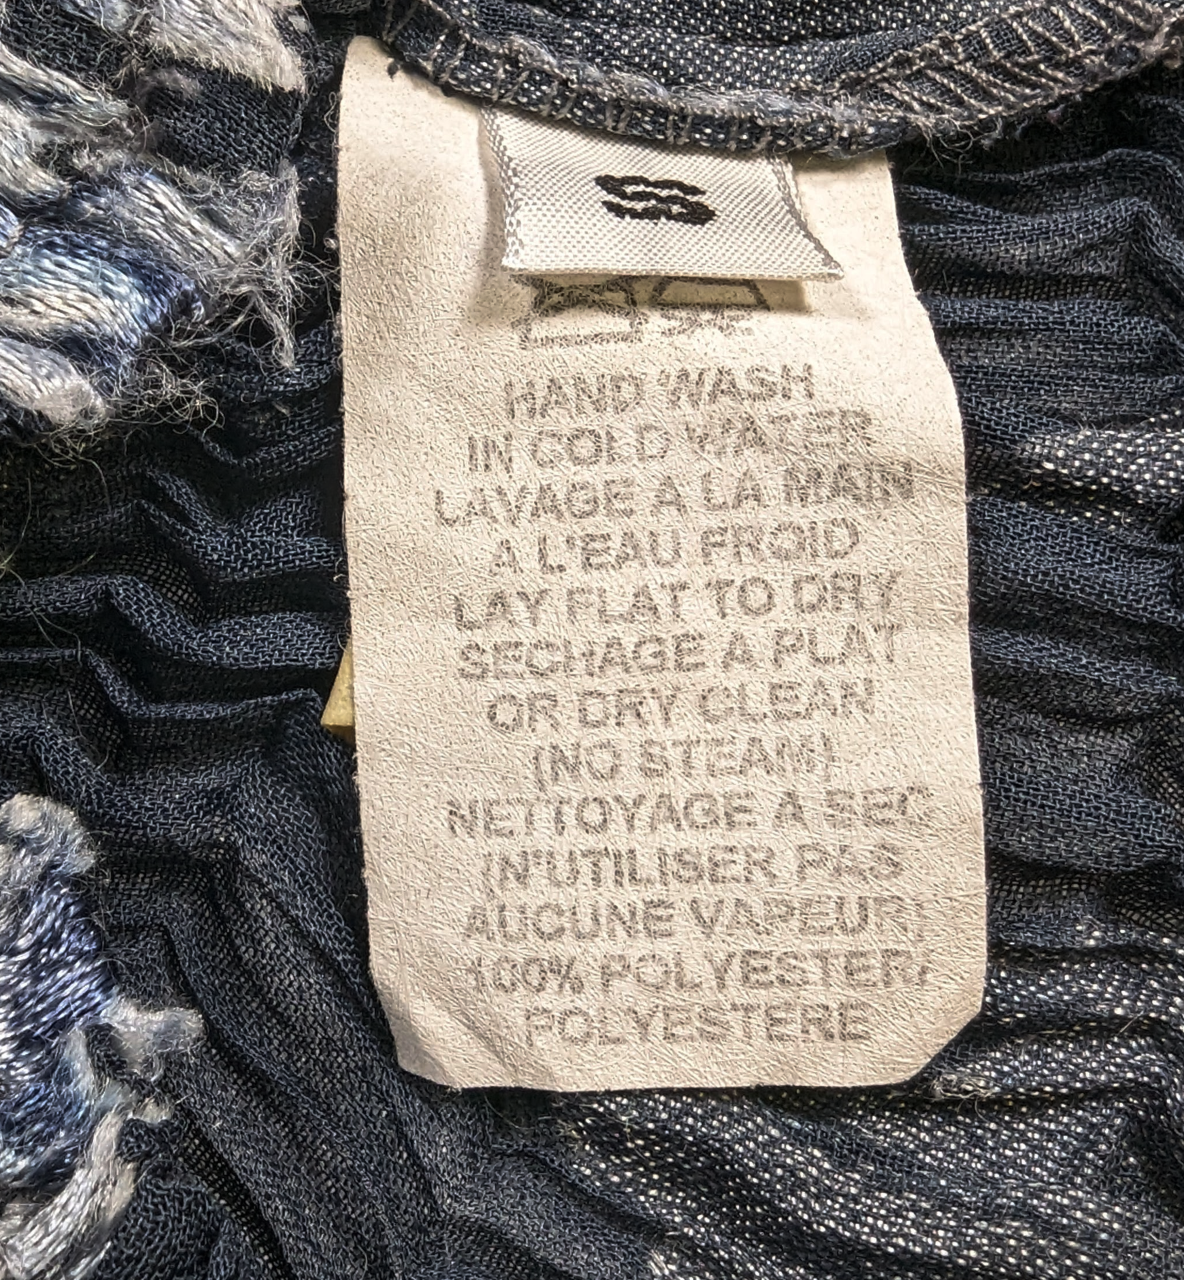 S
HAND WASH
IN COLD WATER
LAVAGE A LA MAIN
A L'EAU FROID
LAY FLAT TO DRY
SECHAGE A PLAT
OR DRY CLEAN
(NO STEAM)
NETTOYAGE A SEC
(N'UTILISER PAS
AUCUNE VAPEUR)
100% POLYESTER/
POLYESTERE